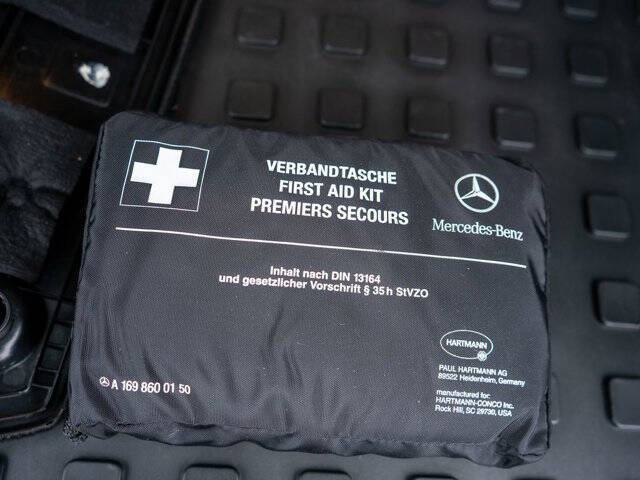 VERBANDTASCHE
FIRST AID KIT
PREMIERS SECOURS
Mercedes-Benz
Inhalt nach DIN 13164
und gesetzlicher Vorschrift § 35 h StVZO
HARTMANN
PAUL HARTMANN AG
89522 Heidenheim, Germany
manufactured for:
HARTMANN-CONCO Inc.
Rock Hill, SC 29730, USA
A 169 860 01 50